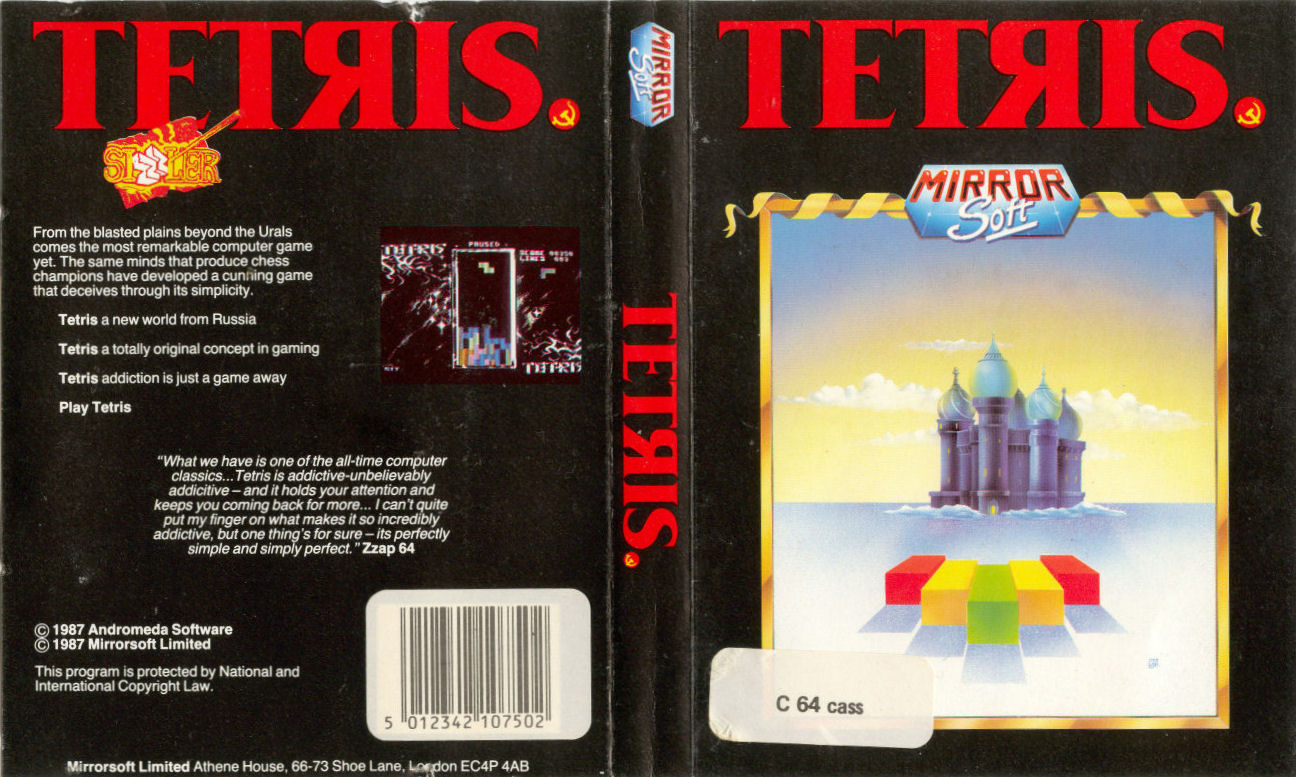 TETЯIS.
SIZZLER
From the blasted plains beyond the Urals
comes the most remarkable computer game
yet. The same minds that produce chess
champions have developed a cunning game
that deceives through its simplicity.
Tetris a new world from Russia
Tetris a totally original concept in gaming
Tetris addiction is just a game away
Play Tetris
TETRIS
PAUSED
SCORE 00350
LINES 003
TETRIS
“What we have is one of the all-time computer
classics...Tetris is addictive-unbelievably
addicitive – and it holds your attention and
keeps you coming back for more... I can't quite
put my finger on what makes it so incredibly
addictive, but one thing's for sure – its perfectly
simple and simply perfect.” Zzap 64
© 1987 Andromeda Software
© 1987 Mirrorsoft Limited
This program is protected by National and
International Copyright Law.
5 012342 107502
Mirrorsoft Limited Athene House, 66-73 Shoe Lane, London EC4P 4AB
MIRROR
Soft
TETЯIS.
TETЯIS.
MIRROR
Soft
C 64 cass